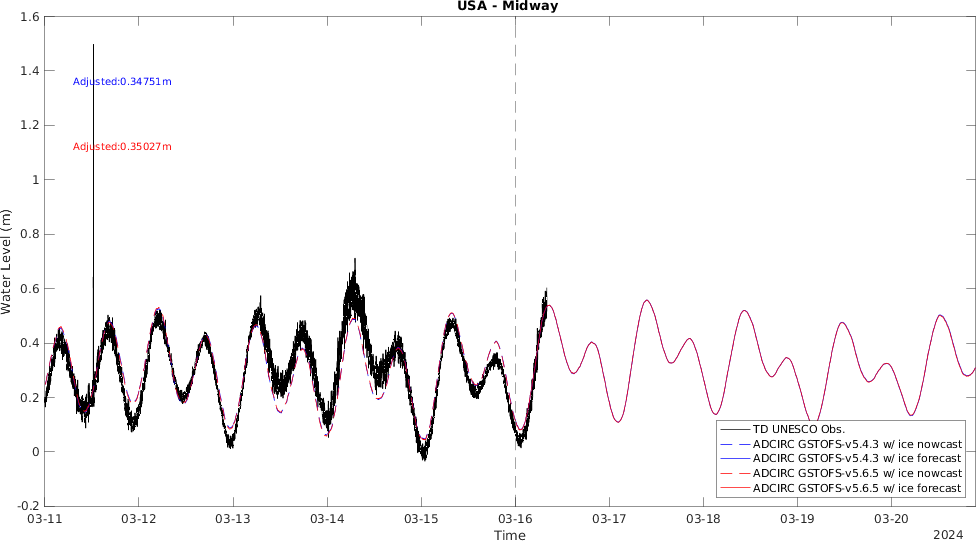 USA - Midway
1.6
1.4
1.2
1
0.8
0.6
0.4
0.2
0
-0.2
Water Level (m)
Adjusted:0.34751m
Adjusted:0.35027m
TD UNESCO Obs.
ADCIRC GSTOFS-v5.4.3 w/ ice nowcast
ADCIRC GSTOFS-v5.4.3 w/ ice forecast
ADCIRC GSTOFS-v5.6.5 w/ ice nowcast
ADCIRC GSTOFS-v5.6.5 w/ ice forecast
03-11 03-12 03-13 03-14 03-15 03-16 03-17 03-18 03-19 03-20
Time
2024